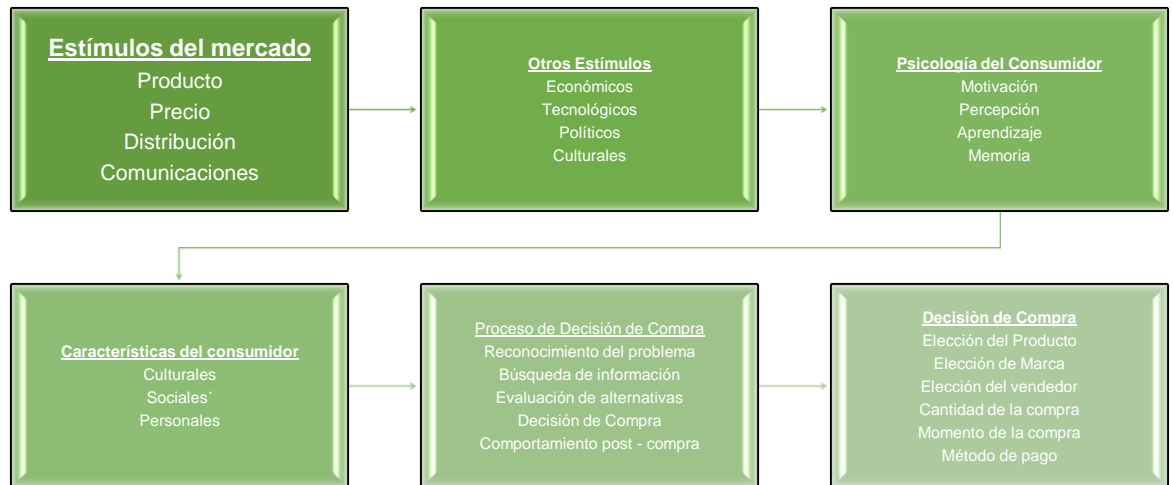 Estímulos del mercado
Producto
Precio
Distribución
Comunicaciones
Otros Estímulos
Económicos
Tecnológicos
Políticos
Culturales
Psicología del Consumidor
Motivación
Percepción
Aprendizaje
Memoria
Características del consumidor
Culturales
Sociales´
Personales
Proceso de Decisión de Compra
Reconocimiento del problema
Búsqueda de información
Evaluación de alternativas
Decisión de Compra
Comportamiento post - compra
Decisiòn de Compra
Elección del Producto
Elección de Marca
Elección del vendedor
Cantidad de la compra
Momento de la compra
Método de pago